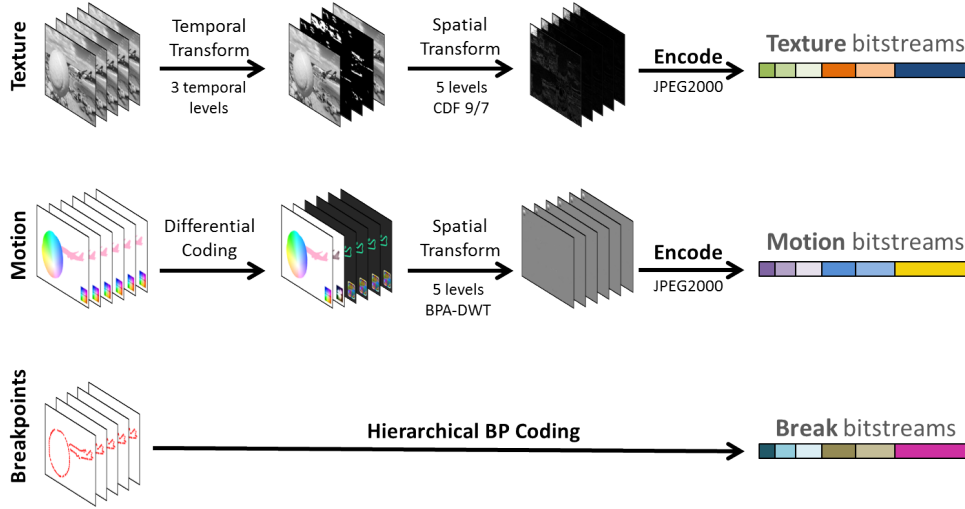 Texture
Temporal
Transform
3 temporal
levels
Spatial
Transform
5 levels
CDF 9/7
Encode
JPEG2000
Texture bitstreams
Motion
Differential
Coding
Spatial
Transform
5 levels
BPA-DWT
Encode
JPEG2000
Motion bitstreams
Breakpoints
Hierarchical BP Coding
Break bitstreams